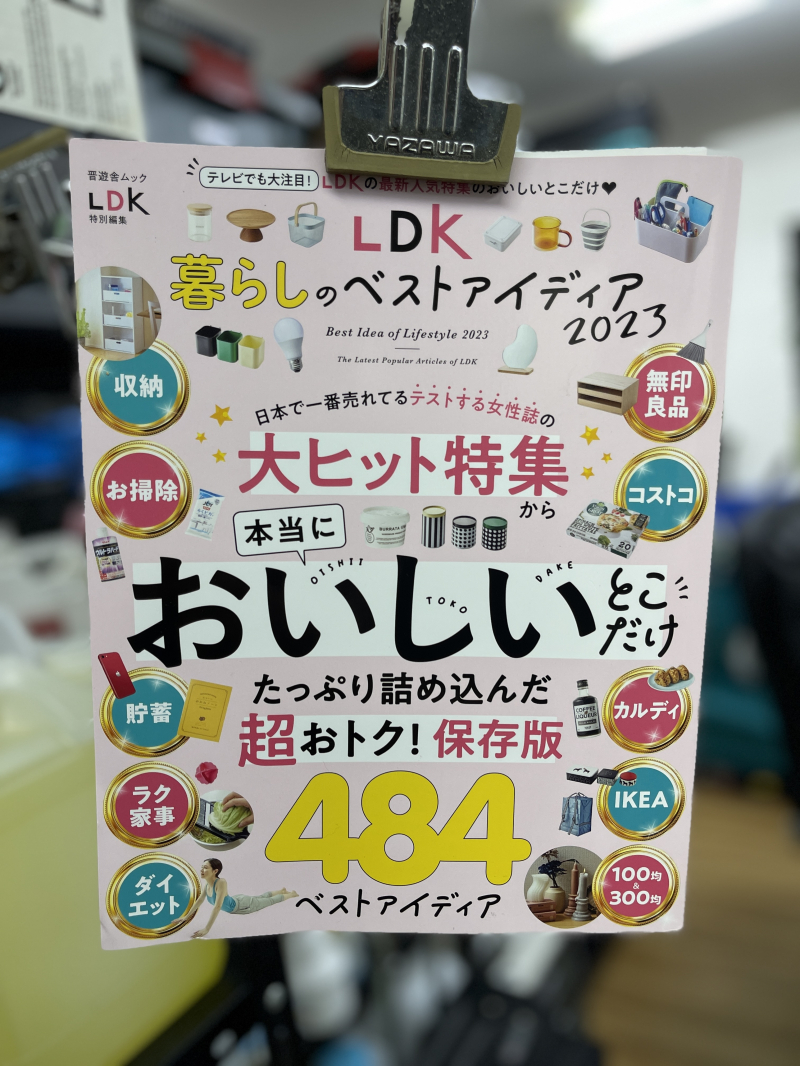 YAZAWA
晋遊舎ムック
LDK
特別編集
テレビでも大注目!
LDKの最新人気特集のおいしいとこだけ♥
LDK
暮らしのベストアイディア
2023
Best Idea of Lifestyle 2023
The Latest Popular Articles of LDK
収納
無印
良品
日本で一番売れてるテストする女性誌の
大ヒット特集
から
お掃除
コストコ
本当に
おいしい
とこ
だけ
OISHII
TOKO
DAKE
たっぷり詰め込んだ
超おトク!保存版
貯蓄
COFFEE
LIQUEUR
カルディ
484
ベストアイディア
ラク
家事
IKEA
ダイ
エット
100均
&
300均